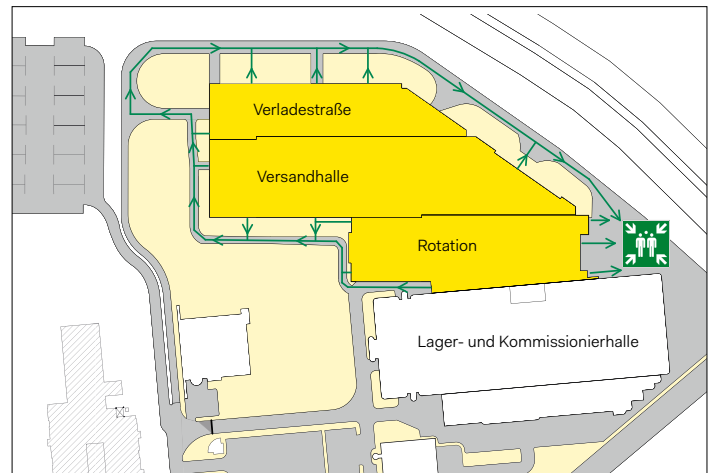 Verladestraße
Versandhalle
Rotation
Lager- und Kommissionierhalle